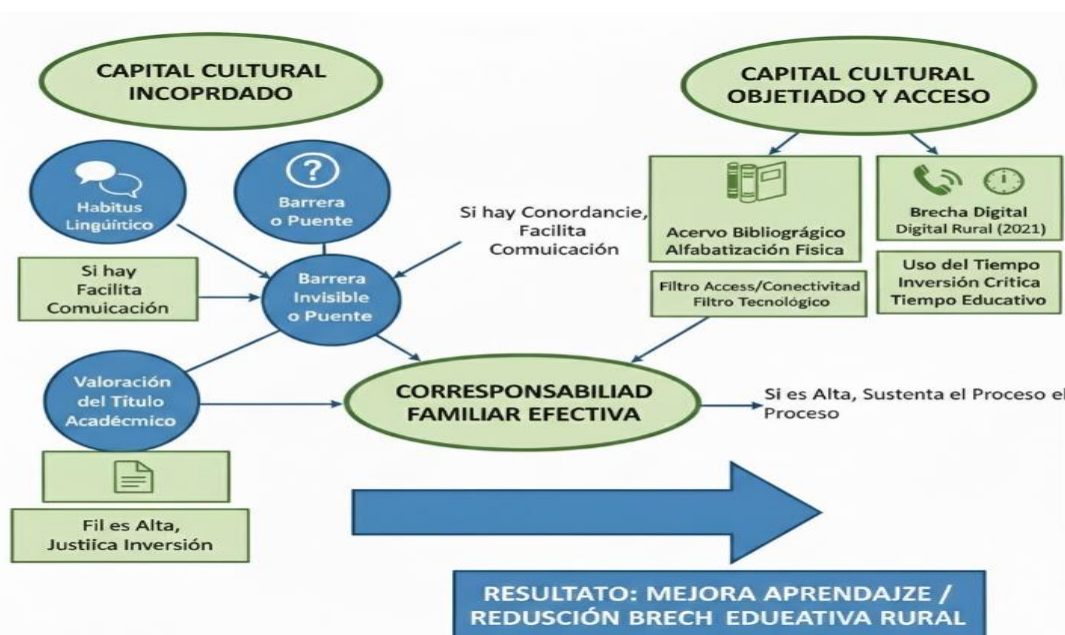 CAPITAL CULTURAL
INCOPRDADO
CAPITAL CULTURAL
OBJETIADO Y ACCESO
Habitus
Lingüítico
?
Barrera
o Puente
Si hay Conordancie,
Facilita
Comuicación
Acervo Bibliográgico
Alfabatización Física
Brecha Digital
Digital Rural (2021)
Si hay
Facilita
Comuicación
Barrera
Invisible
o Puente
Filtro Access/Conectivitad
Filtro Tecnológico
Uso del Tiempo
Inversión Crítica
Tiempo Educativo
Valoración
del Título
Acadécmico
CORRESPONSABILIAD
FAMILIAR EFECTIVA
Si es Alta, Sustenta el Proceso el
Proceso
Fil es Alta,
Justiica Inversión
RESULTATO: MEJORA APRENDAJZE /
REDUSCIÓN BRECH EDUEATIVA RURAL